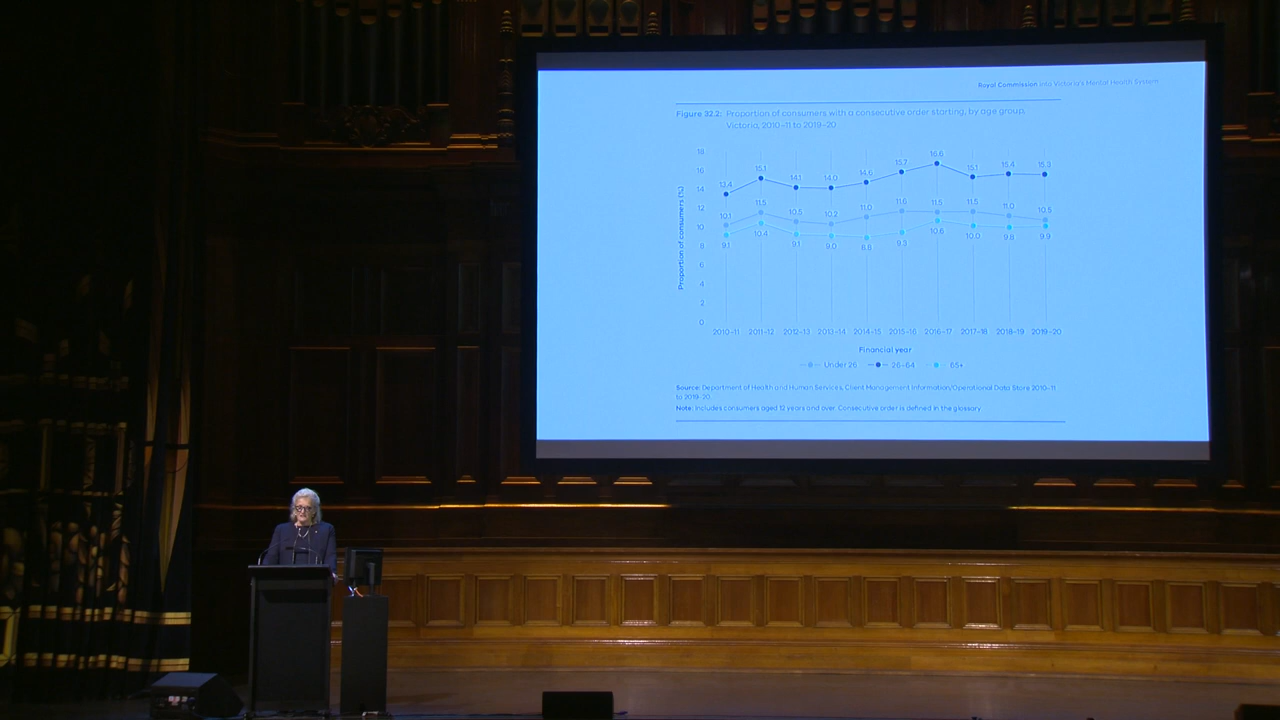 Royal Commission into Victoria's Mental Health System
Figure 32.2: Proportion of consumers with a consecutive order starting, by age group,
Victoria, 2010–11 to 2019–20
Proportion of consumers (%)
18
16
14
12
10
8
6
4
2
0
13.4 15.1 14.1 14.0 14.6 15.7 16.6 15.1 15.4 15.3
10.1 11.5 10.5 10.2 11.0 11.6 11.5 11.5 11.0 10.5
9.1 10.4 9.1 9.0 8.8 9.3 10.6 10.0 9.8 9.9
2010–11 2011–12 2012–13 2013–14 2014–15 2015–16 2016–17 2017–18 2018–19 2019–20
Financial year
Under 26 26–64 65+
Source: Department of Health and Human Services, Client Management Information/Operational Data Store 2010–11
to 2019–20.
Note: Includes consumers aged 12 years and over. Consecutive order is defined in the glossary.